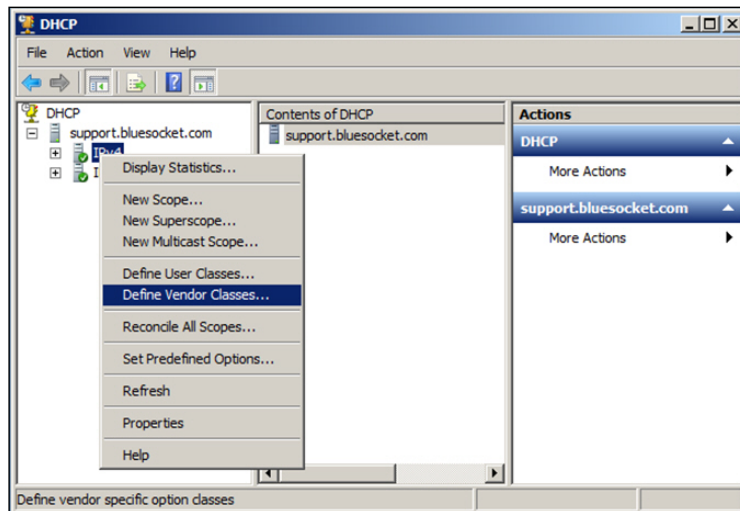 DHCP
File Action View Help
DHCP
support.bluesocket.com
IPv4
Display Statistics...
New Scope...
New Superscope...
New Multicast Scope...
Define User Classes...
Define Vendor Classes...
Reconcile All Scopes...
Set Predefined Options...
Refresh
Properties
Help
Contents of DHCP
support.bluesocket.com
Actions
DHCP
More Actions
support.bluesocket.com
More Actions
Define vendor specific option classes